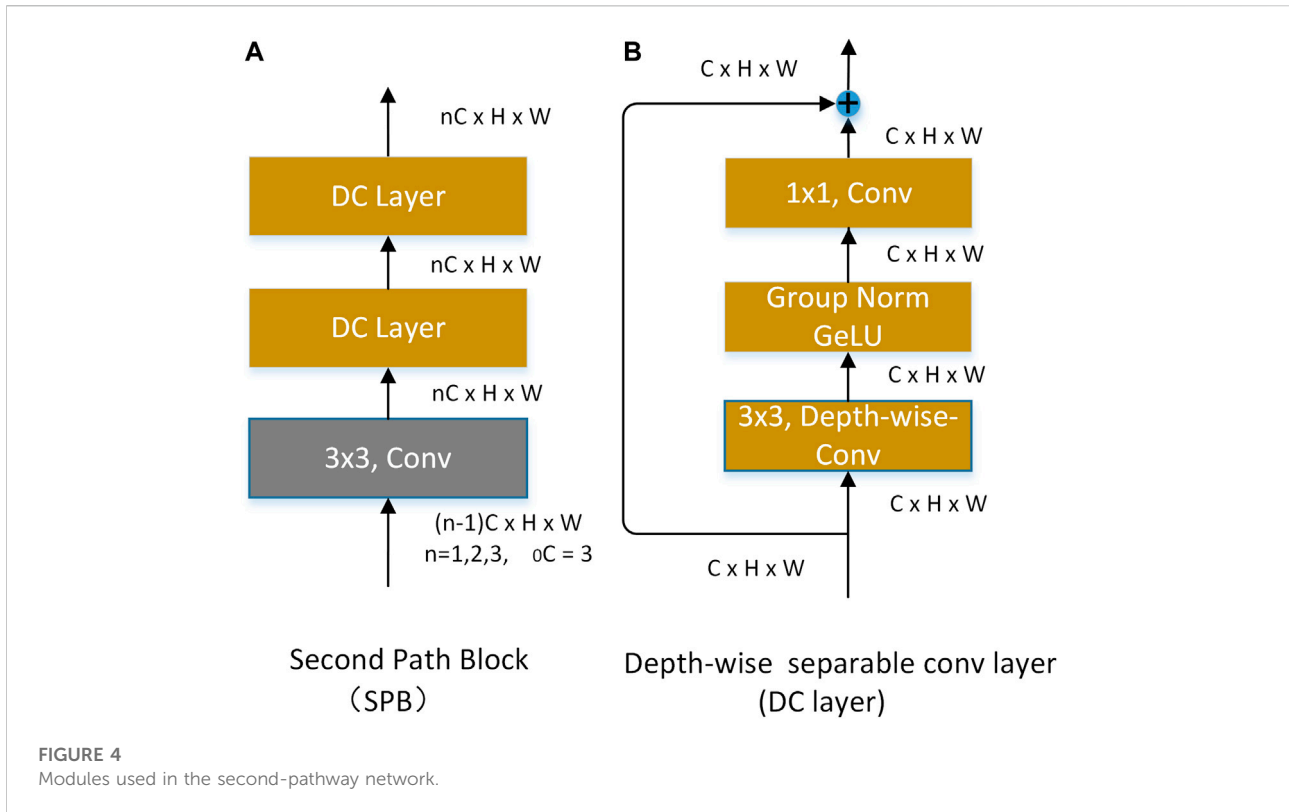 A
nC x H x W
DC Layer
nC x H x W
DC Layer
nC x H x W
3x3, Conv
(n-1)C x H x W
n=1,2,3, 0C = 3
Second Path Block
（SPB）
B
C x H x W
+
C x H x W
1x1, Conv
C x H x W
Group Norm
GeLU
C x H x W
3x3, Depth-wise-
Conv
C x H x W
C x H x W
Depth-wise separable conv layer
(DC layer)
FIGURE 4
Modules used in the second-pathway network.